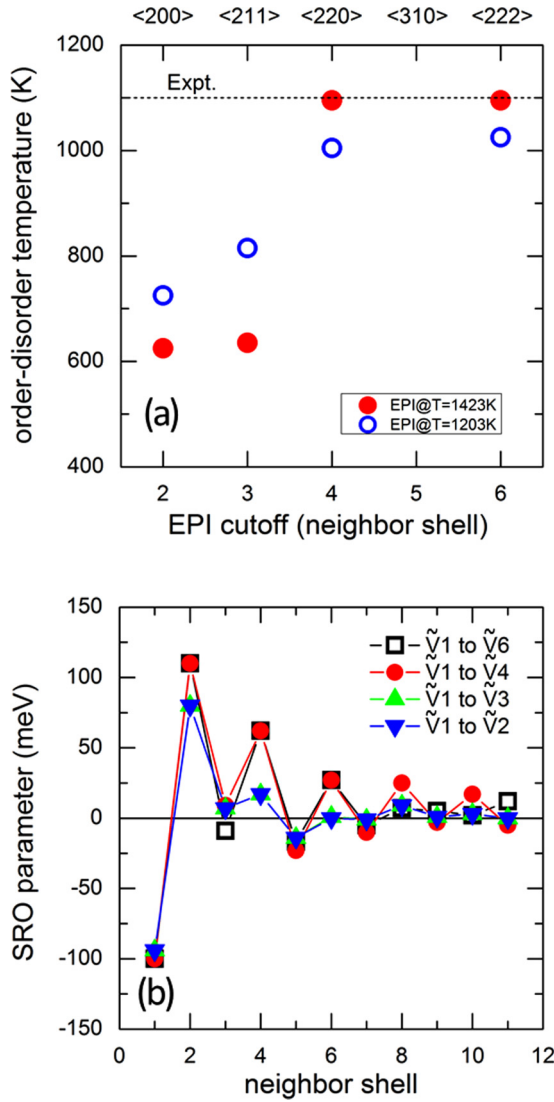 <200> <211> <220> <310> <222>
1200
1000
800
600
400
order-disorder temperature (K)
Expt.
(a)
EPI@T=1423K
EPI@T=1203K
2 3 4 5 6
EPI cutoff (neighbor shell)
150
100
50
0
-50
-100
-150
SRO parameter (meV)
Ṽ1 to Ṽ6
Ṽ1 to Ṽ4
Ṽ1 to Ṽ3
Ṽ1 to Ṽ2
(b)
0 2 4 6 8 10 12
neighbor shell